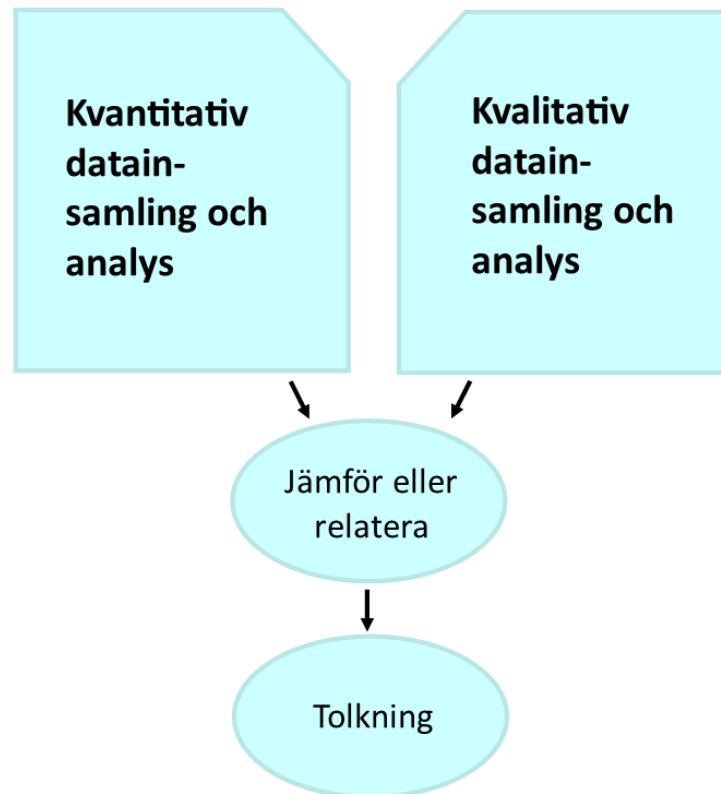 Kvantitativ
datain-
samling och
analys
Kvalitativ
datain-
samling och
analys
Jämför eller
relatera
Tolkning